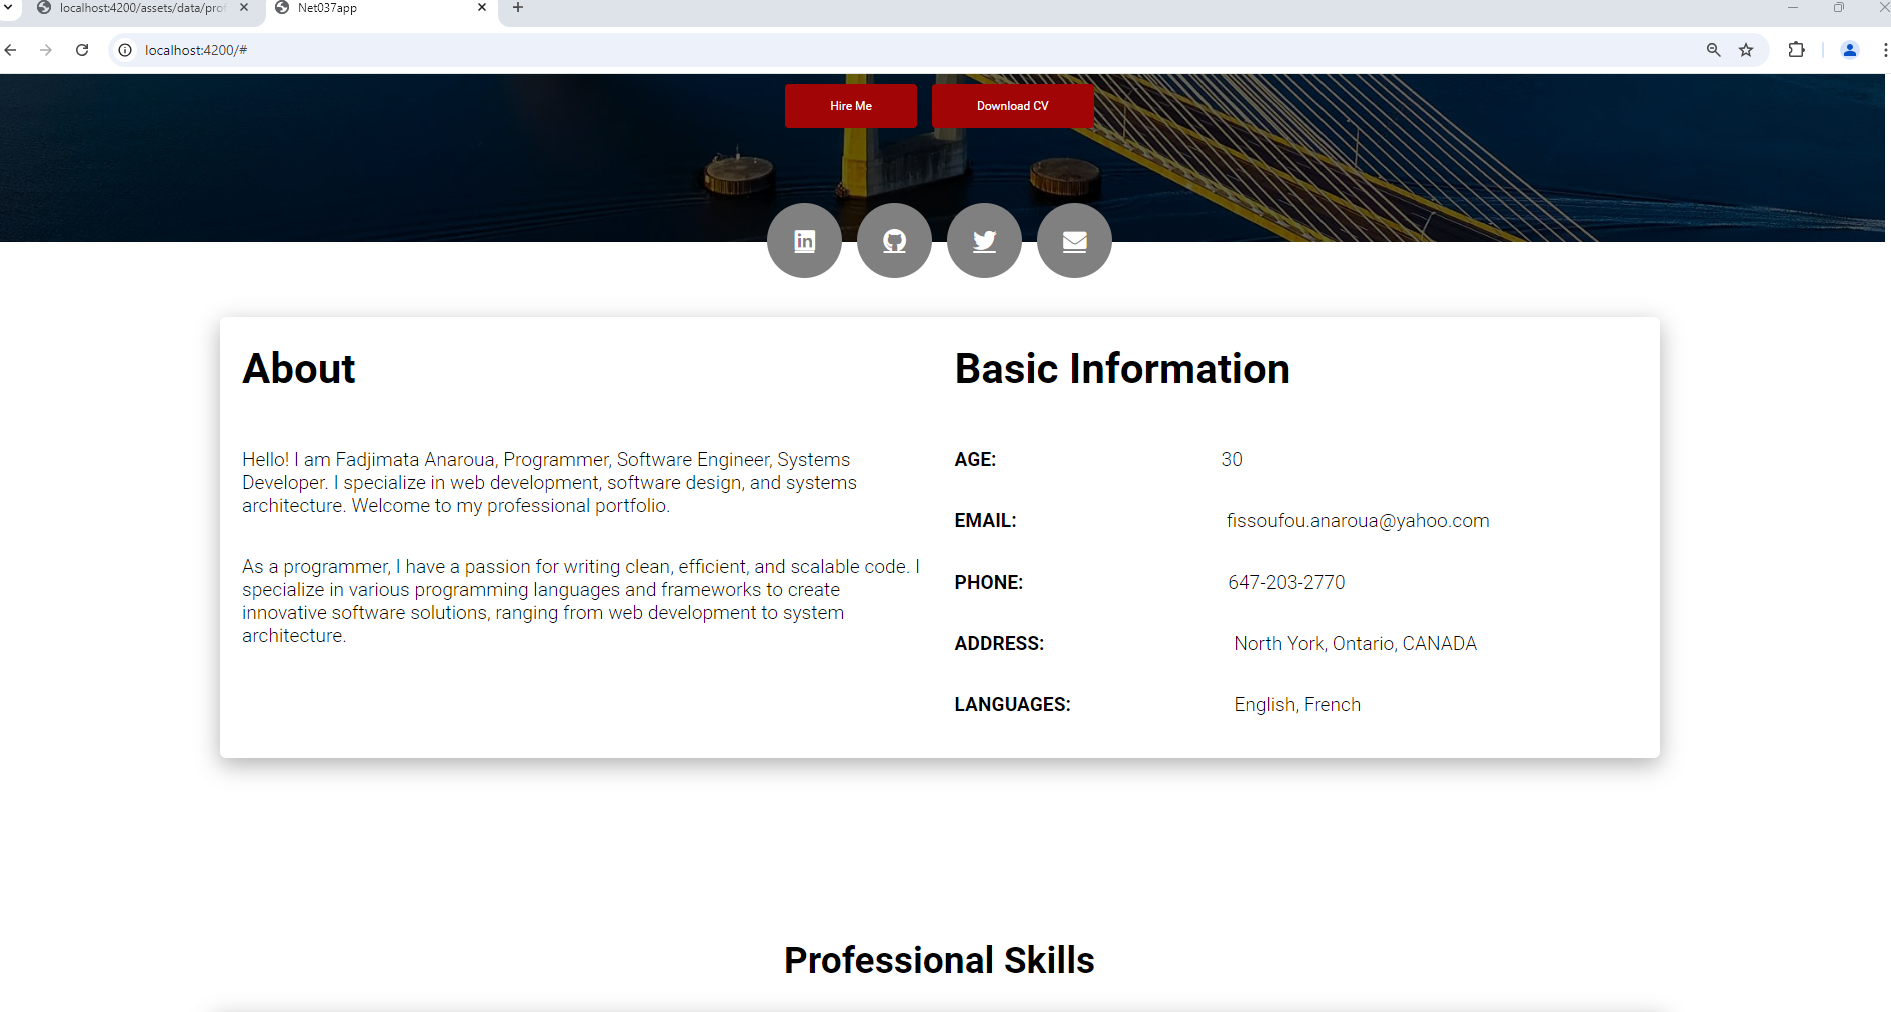 localhost:4200/assets/data/prof
Net037app
localhost:4200/#
Hire Me
Download CV
About
Hello! I am Fadjimata Anaroua, Programmer, Software Engineer, Systems
Developer. I specialize in web development, software design, and systems
architecture. Welcome to my professional portfolio.
As a programmer, I have a passion for writing clean, efficient, and scalable code. I
specialize in various programming languages and frameworks to create
innovative software solutions, ranging from web development to system
architecture.
Basic Information
AGE: 30
EMAIL: fissoufou.anaroua@yahoo.com
PHONE: 647-203-2770
ADDRESS: North York, Ontario, CANADA
LANGUAGES: English, French
Professional Skills